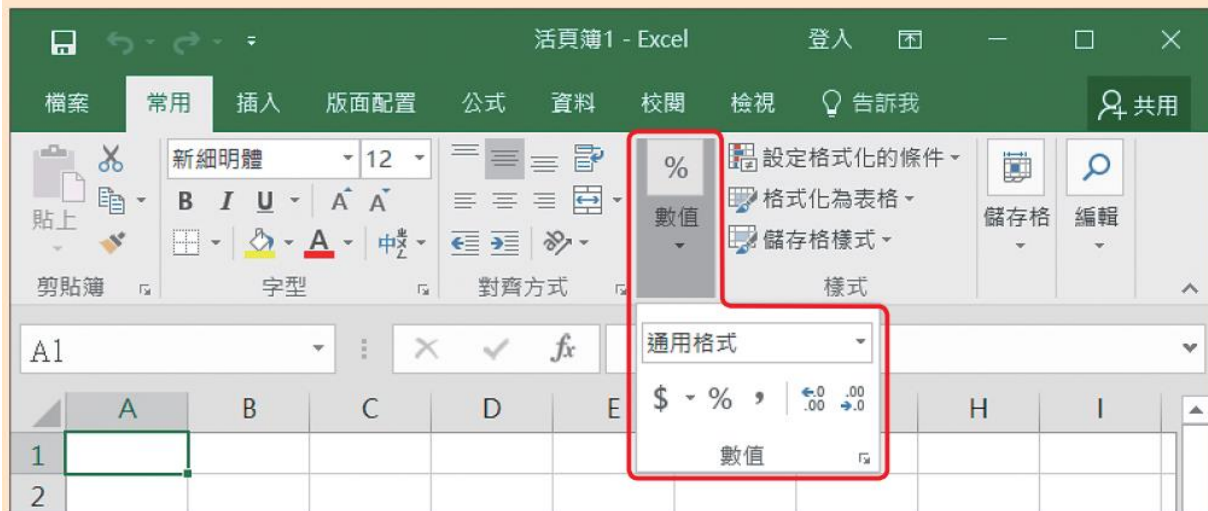 活頁簿1 - Excel 登入
檔案 常用 插入 版面配置 公式 資料 校閱 檢視 告訴我 共用
貼上
剪貼簿
新細明體 12
B I U A A
A 中
字型
對齊方式
%
數值
設定格式化的條件
格式化為表格
儲存格樣式
樣式
儲存格
編輯
A1 fx
通用格式
$ % , .0 .00 .00 .0
數值
A B C D E H I
1
2